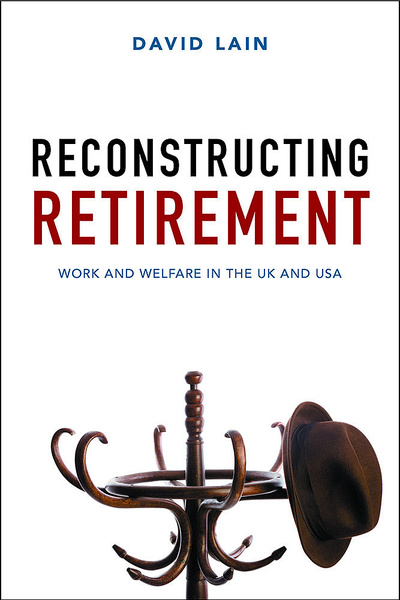 DAVID LAIN
RECONSTRUCTING
RETIREMENT
WORK AND WELFARE IN THE UK AND USA